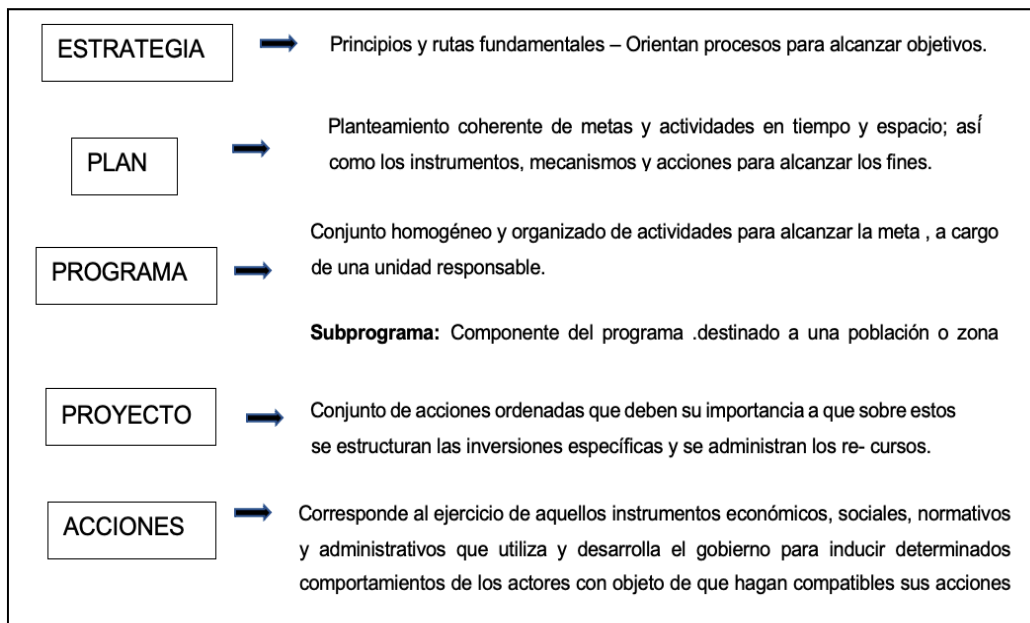 ESTRATEGIA
Principios y rutas fundamentales – Orientan procesos para alcanzar objetivos.
PLAN
Planteamiento coherente de metas y actividades en tiempo y espacio; así
como los instrumentos, mecanismos y acciones para alcanzar los fines.
PROGRAMA
Conjunto homogéneo y organizado de actividades para alcanzar la meta , a cargo
de una unidad responsable.
Subprograma: Componente del programa .destinado a una población o zona
PROYECTO
Conjunto de acciones ordenadas que deben su importancia a que sobre estos
se estructuran las inversiones específicas y se administran los re- cursos.
ACCIONES
Corresponde al ejercicio de aquellos instrumentos económicos, sociales, normativos
y administrativos que utiliza y desarrolla el gobierno para inducir determinados
comportamientos de los actores con objeto de que hagan compatibles sus acciones